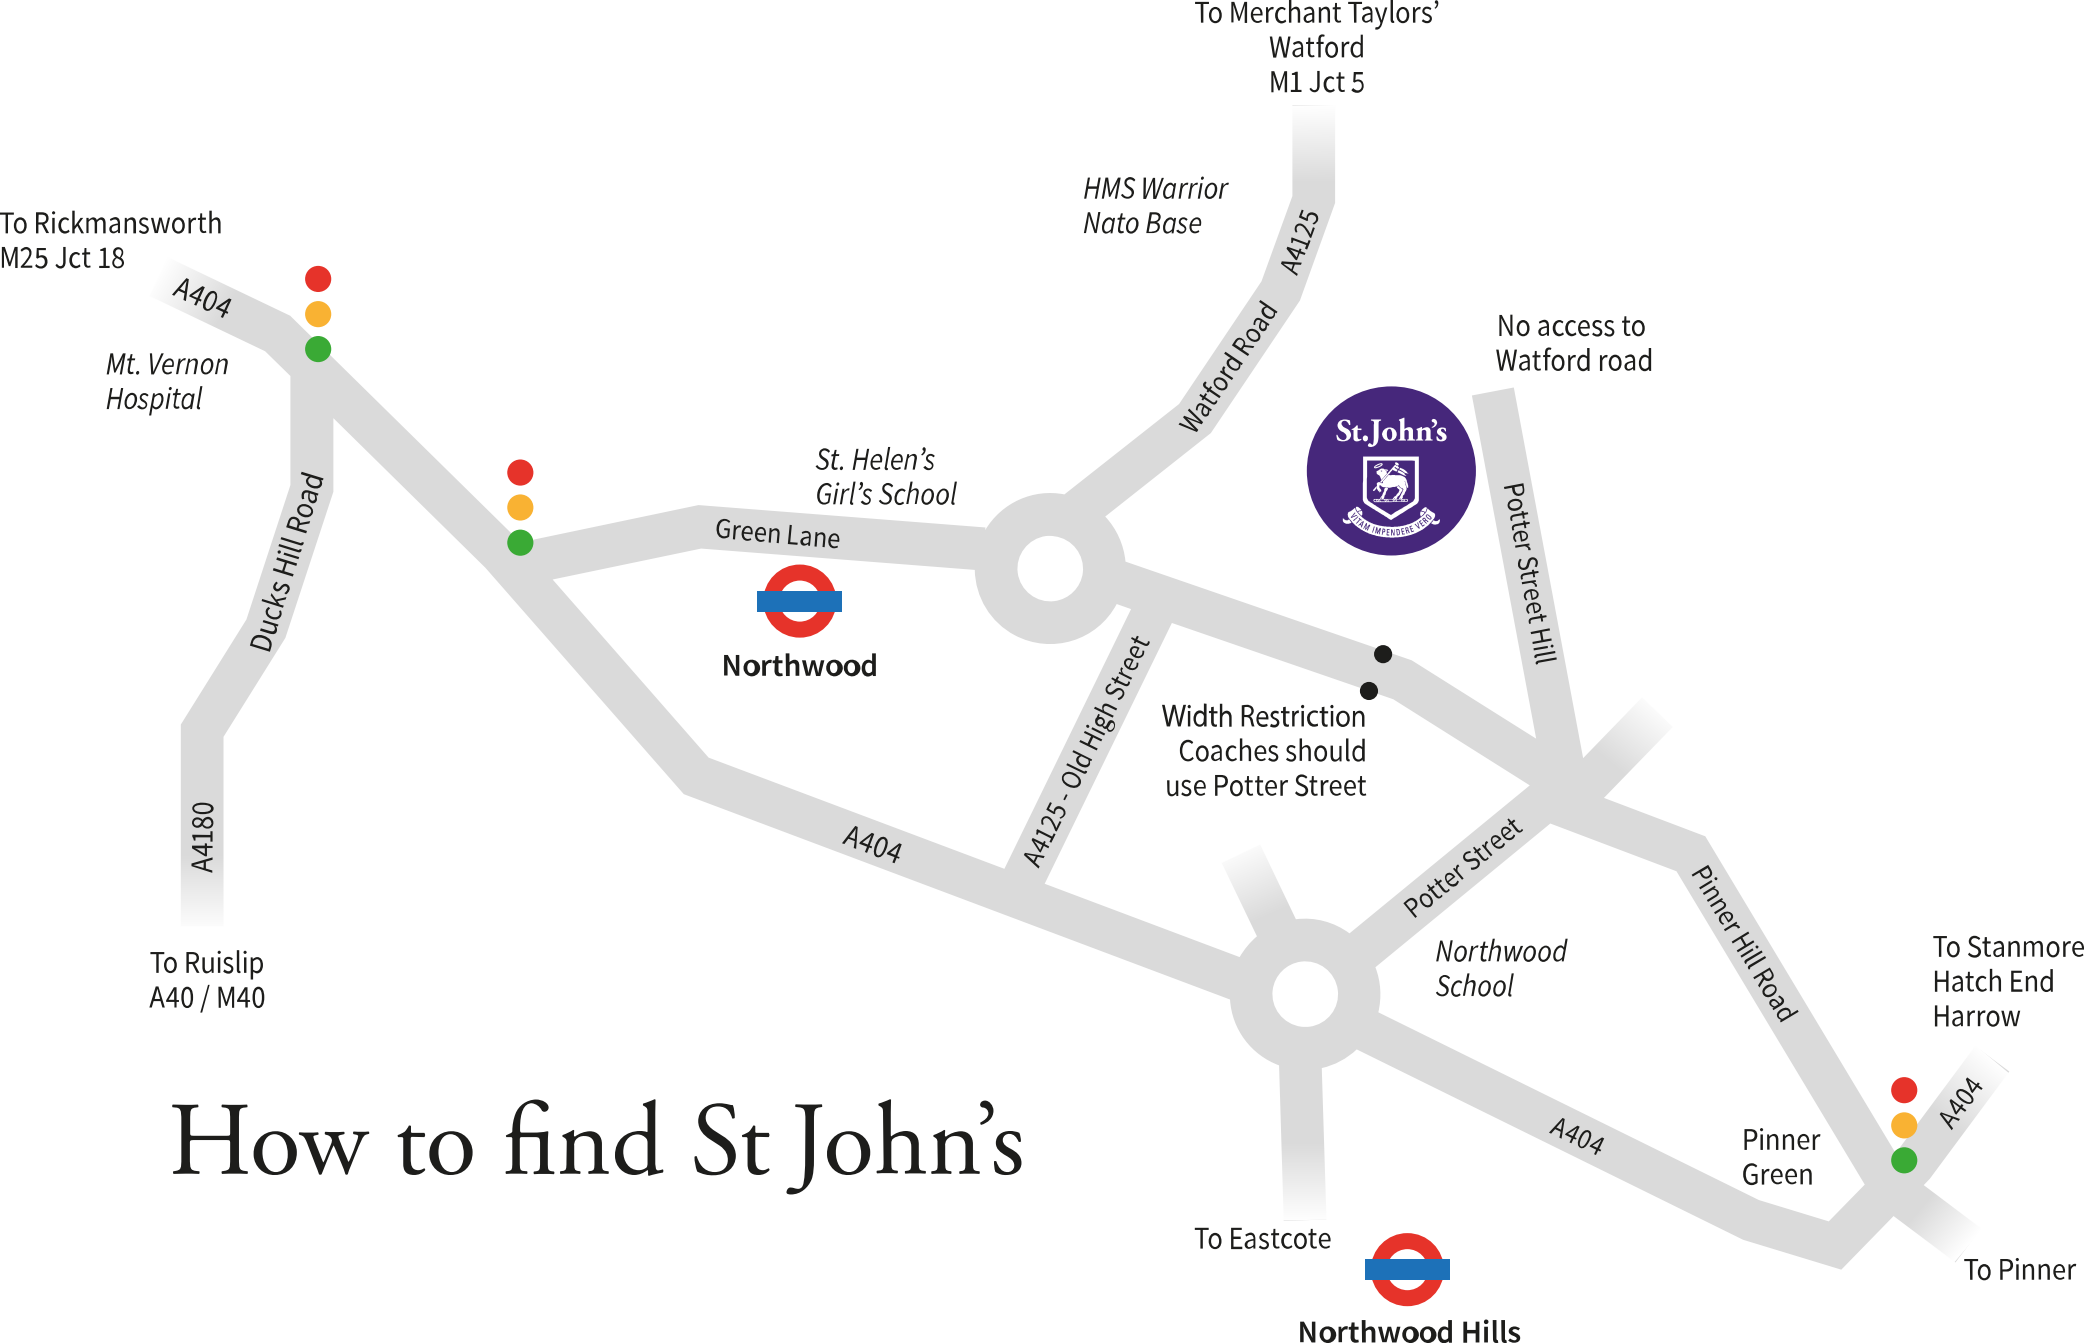 To Merchant Taylors’
Watford
M1 Jct 5
HMS Warrior
Nato Base
A4125
To Rickmansworth
M25 Jct 18
A404
Mt. Vernon
Hospital
Watford Road
No access to
Watford road
St.John’s
VITAM IMPENDERE VERO
St. Helen’s
Girl’s School
Green Lane
Ducks Hill Road
Potter Street Hill
Northwood
A4125 - Old High Street
Width Restriction
Coaches should
use Potter Street
A4180
A404
Potter Street
Pinner Hill Road
Northwood
School
To Ruislip
A40 / M40
To Stanmore
Hatch End
Harrow
A404
How to find St John’s
A404
Pinner
Green
To Eastcote
To Pinner
Northwood Hills